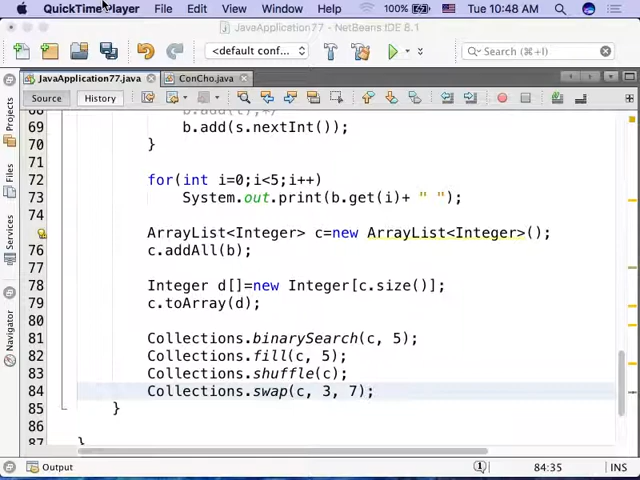 QuickTime Player File Edit View Window Help 100% Tue 10:48 AM
JavaApplication77 - NetBeans IDE 8.1
<default conf... Search (⌘+I)
JavaApplication77.java ConCho.java
Source History
Projects
Files
Services
Navigator
68 b.add(t);*/
69 b.add(s.nextInt());
70 }
71
72 for(int i=0;i<5;i++)
73 System.out.print(b.get(i)+ " ");
74
ArrayList<Integer> c=new ArrayList<Integer>();
76 c.addAll(b);
77
78 Integer d[]=new Integer[c.size()];
79 c.toArray(d);
80
81 Collections.binarySearch(c, 5);
82 Collections.fill(c, 5);
83 Collections.shuffle(c);
84 Collections.swap(c, 3, 7);
85 }
86
87 }
Output 1 84:35 INS